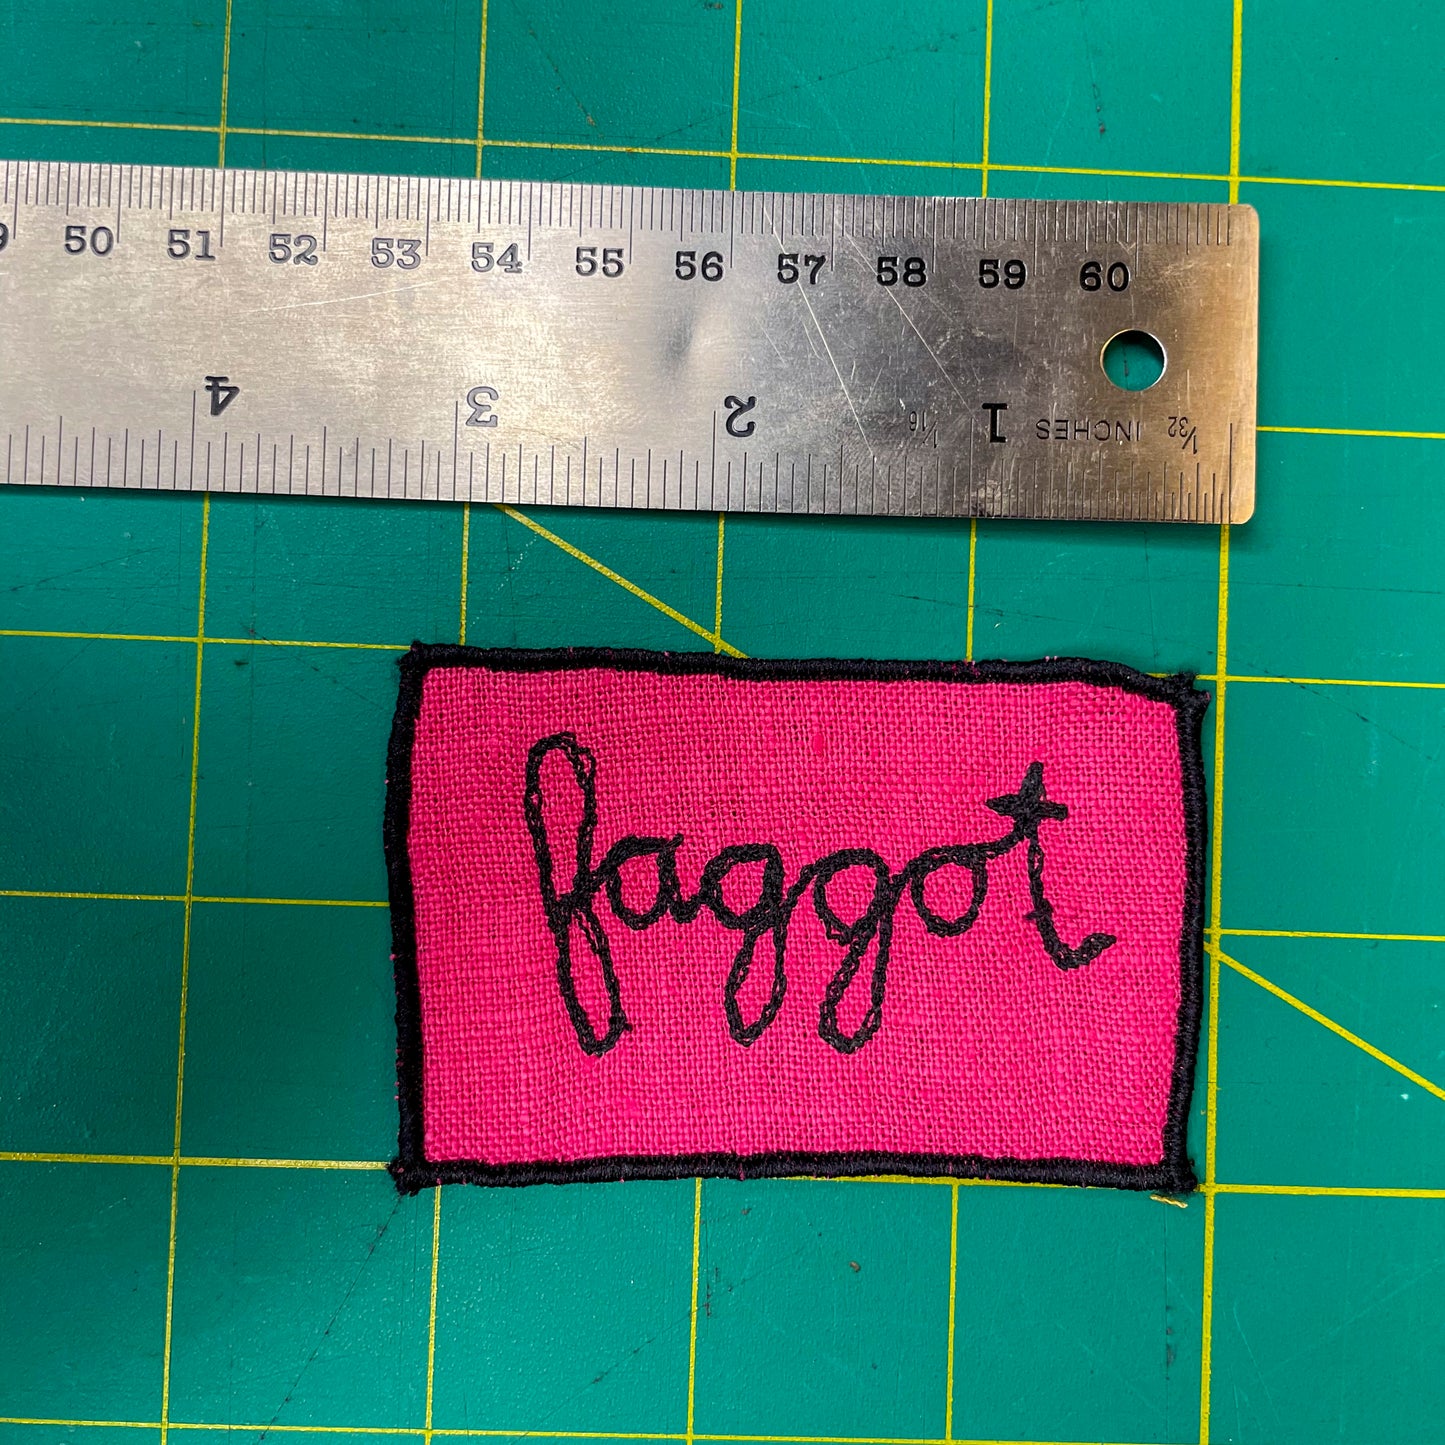 50 51 52 53 54 55 56 57 58 59 60
4 3 2 1 INCHES 1/16 1/32
faggot